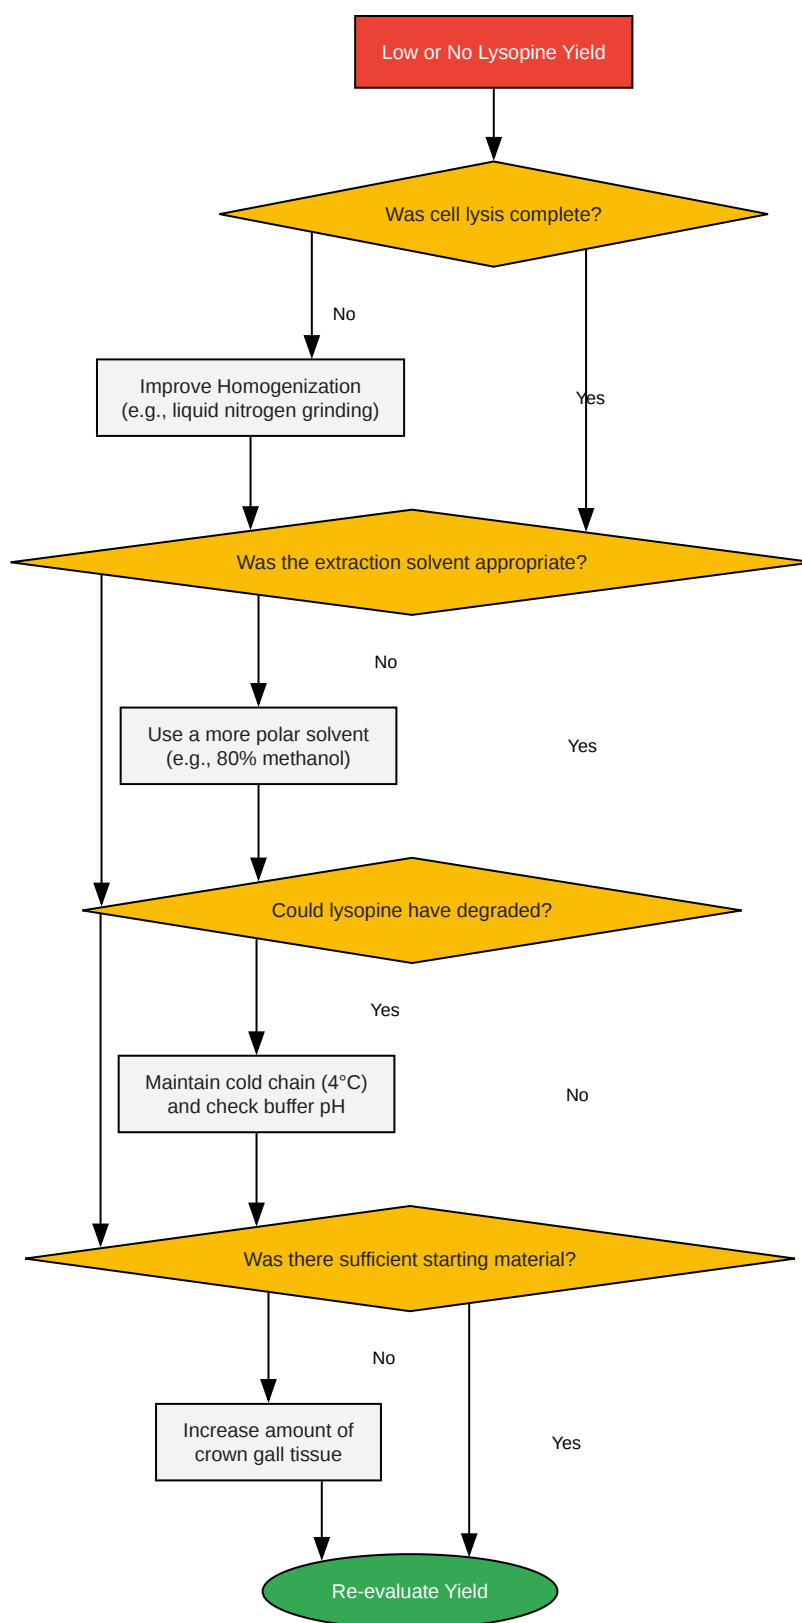 Low or No Lysopine Yield
Was cell lysis complete?
No
Improve Homogenization
(e.g., liquid nitrogen grinding)
Yes
Was the extraction solvent appropriate?
No
Use a more polar solvent
(e.g., 80% methanol)
Yes
Could lysopine have degraded?
Yes
Maintain cold chain (4°C)
and check buffer pH
No
Was there sufficient starting material?
No
Increase amount of
crown gall tissue
Yes
Re-evaluate Yield